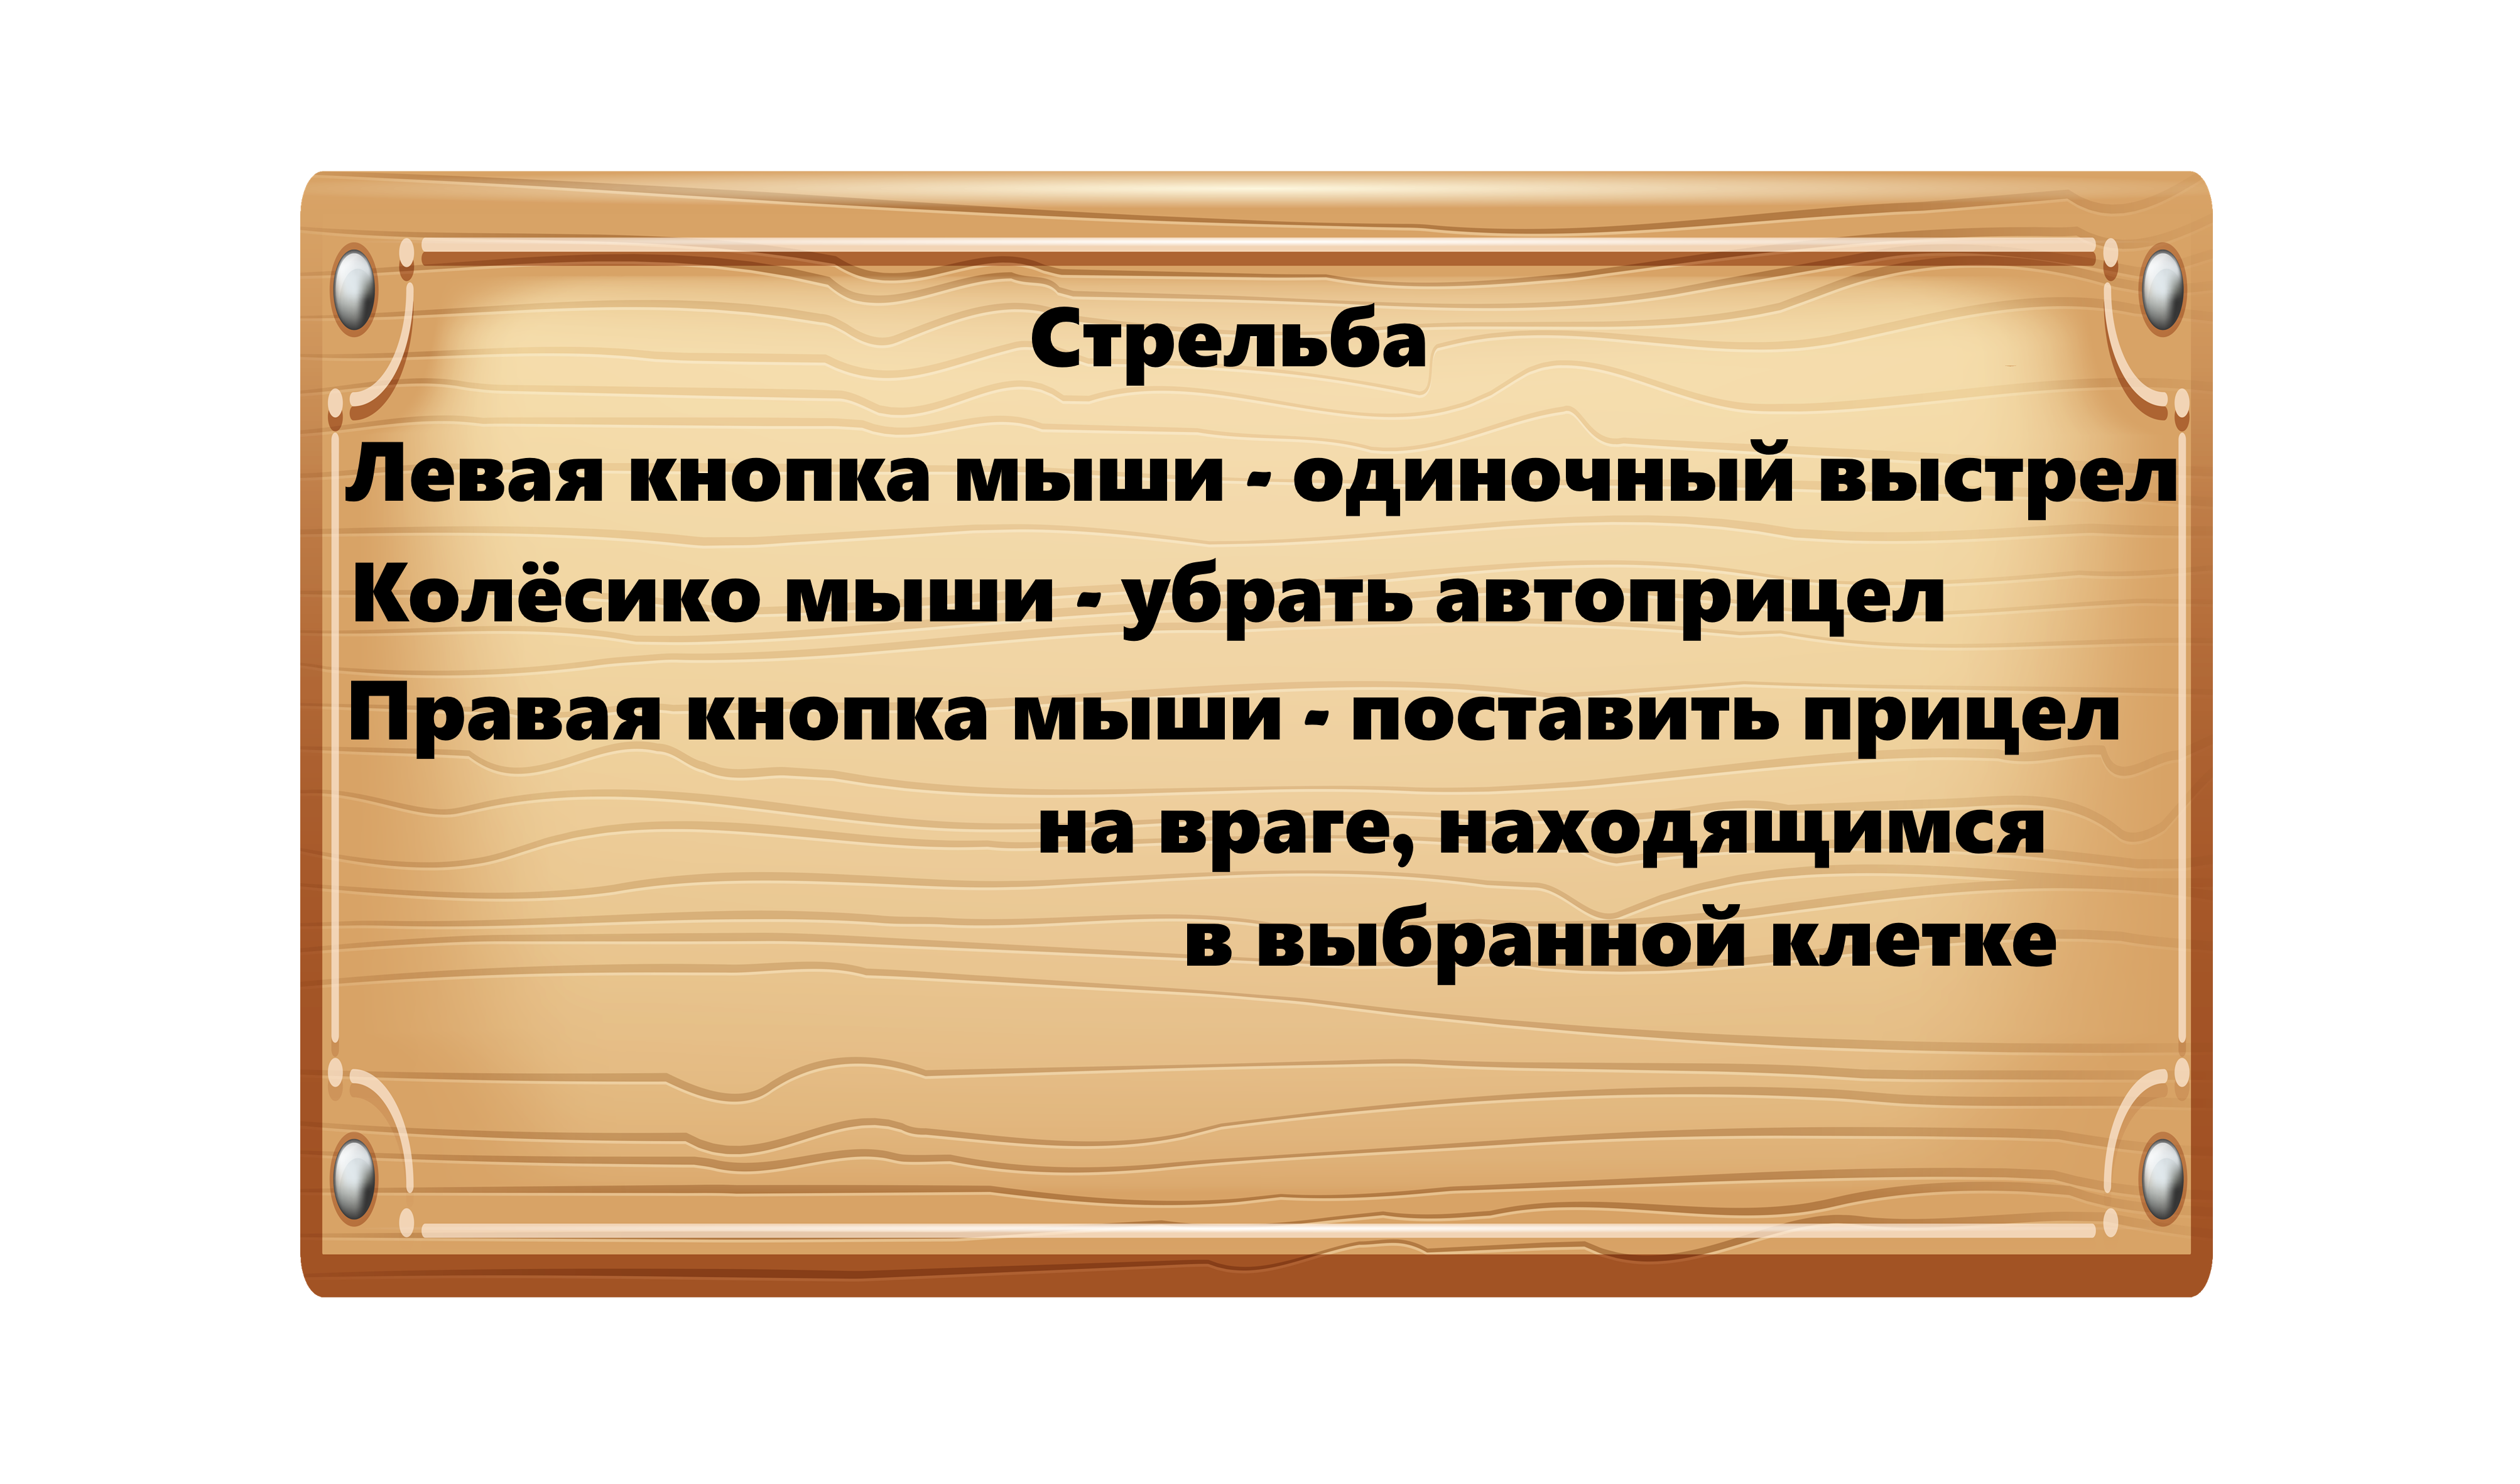 Стрельба
Левая кнопка мыши - одиночный выстрел
Колёсико мыши - убрать автоприцел
Правая кнопка мыши - поставить прицел
на враге, находящимся
в выбранной клетке